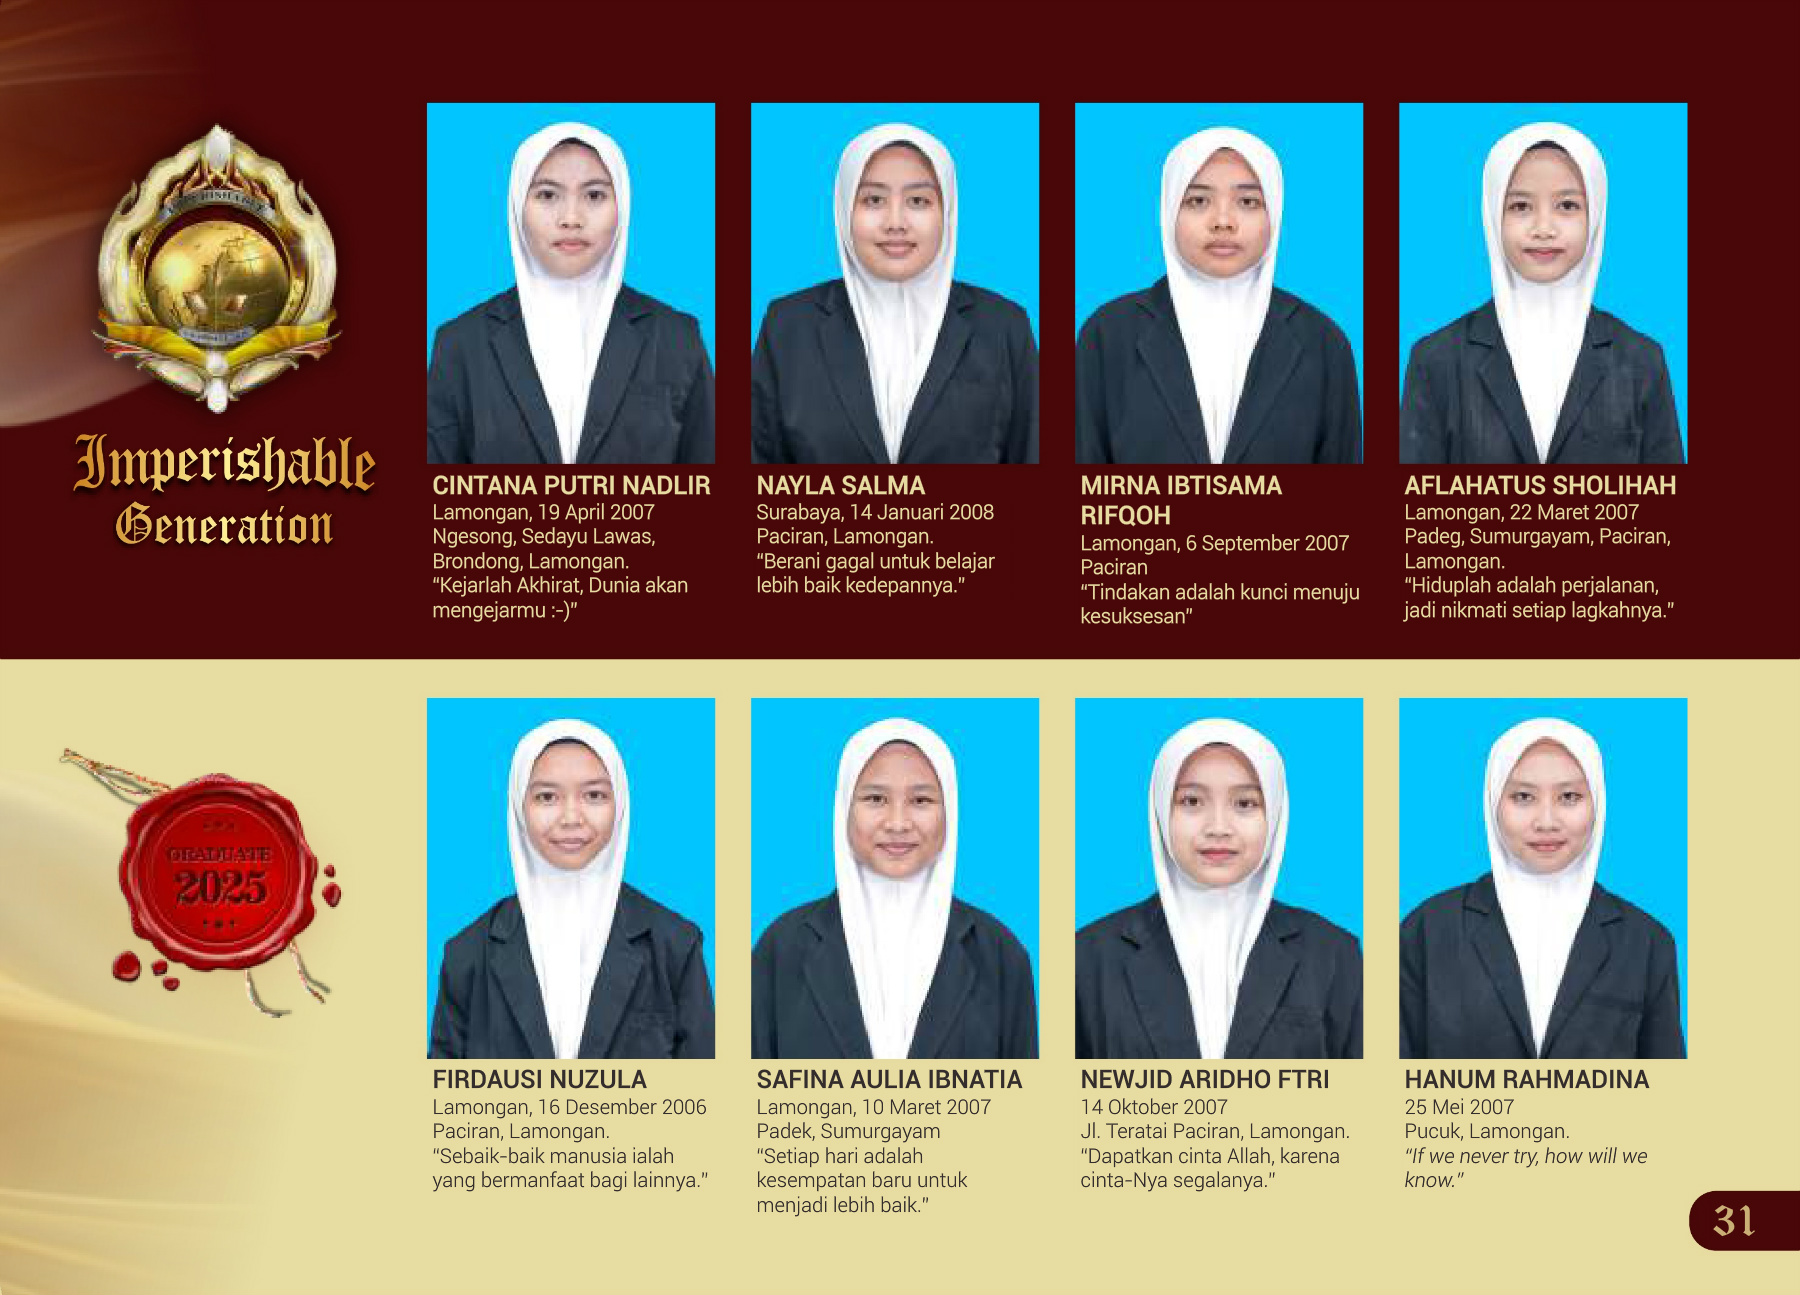 Imperishable
Generation
CINTANA PUTRI NADLIR
Lamongan, 19 April 2007
Ngesong, Sedayu Lawas,
Brondong, Lamongan.
“Kejarlah Akhirat, Dunia akan
mengejarmu :-)”
NAYLA SALMA
Surabaya, 14 Januari 2008
Paciran, Lamongan.
“Berani gagal untuk belajar
lebih baik kedepannya.”
MIRNA IBTISAMA
RIFQOH
Lamongan, 6 September 2007
Paciran
“Tindakan adalah kunci menuju
kesuksesan”
AFLAHATUS SHOLIHAH
Lamongan, 22 Maret 2007
Padeg, Sumurgayam, Paciran,
Lamongan.
“Hiduplah adalah perjalanan,
jadi nikmati setiap lagkahnya.”
GRADUATE
2025
FIRDAUSI NUZULA
Lamongan, 16 Desember 2006
Paciran, Lamongan.
“Sebaik-baik manusia ialah
yang bermanfaat bagi lainnya.”
SAFINA AULIA IBNATIA
Lamongan, 10 Maret 2007
Padek, Sumurgayam
“Setiap hari adalah
kesempatan baru untuk
menjadi lebih baik.”
NEWJID ARIDHO FTRI
14 Oktober 2007
Jl. Teratai Paciran, Lamongan.
“Dapatkan cinta Allah, karena
cinta-Nya segalanya.”
HANUM RAHMADINA
25 Mei 2007
Pucuk, Lamongan.
“If we never try, how will we
know.”
31